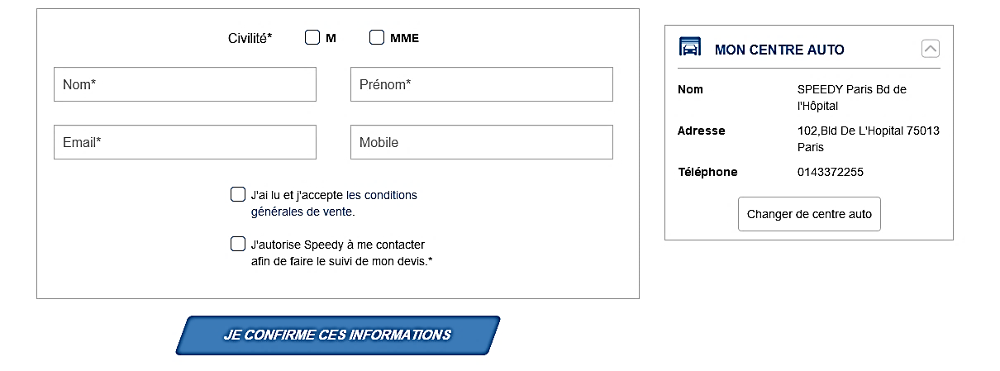 Civilité*
M
MME
Nom*
Prénom*
Email*
Mobile
J'ai lu et j'accepte les conditions
générales de vente.
J'autorise Speedy à me contacter
afin de faire le suivi de mon devis.*
JE CONFIRME CES INFORMATIONS
MON CENTRE AUTO
Nom
SPEEDY Paris Bd de
l'Hôpital
Adresse
102,Bld De L'Hopital 75013
Paris
Téléphone
0143372255
Changer de centre auto